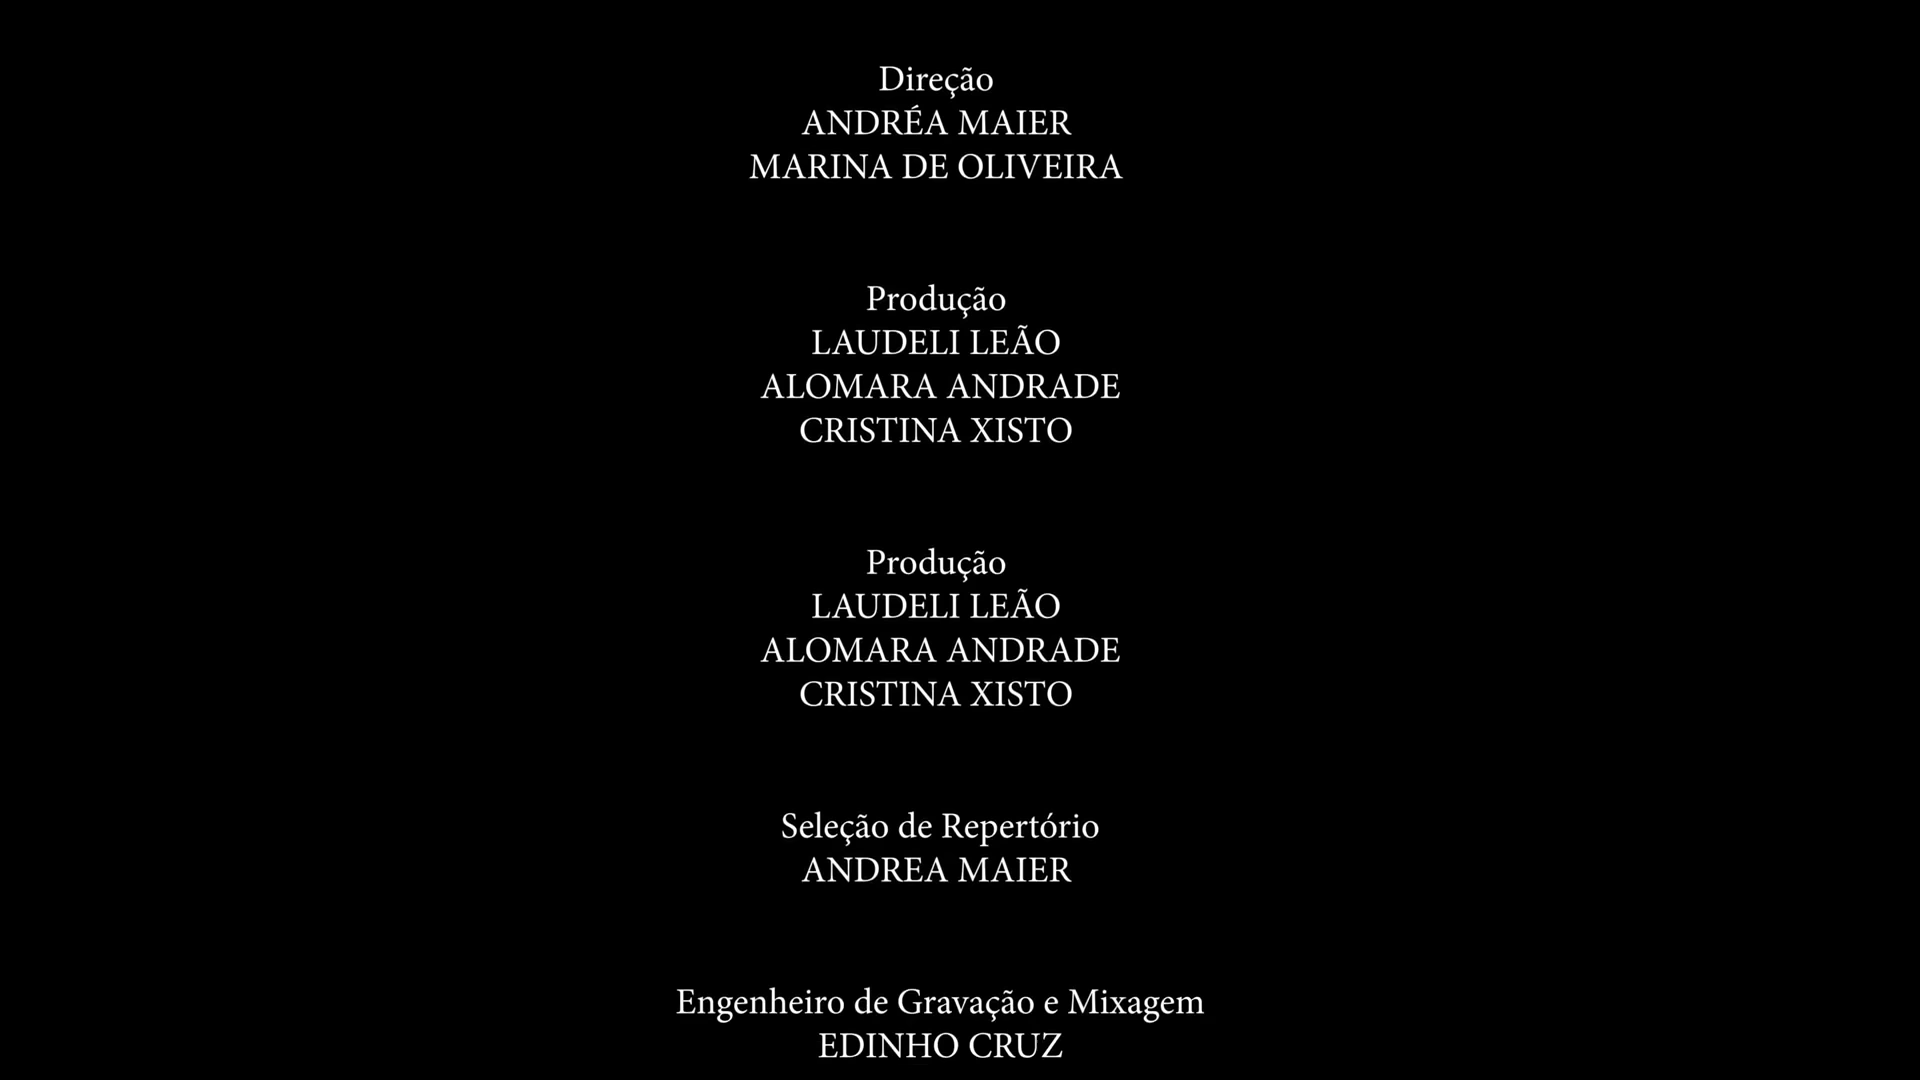 Direção
ANDRÉA MAIER
MARINA DE OLIVEIRA
Produção
LAUDELI LEÃO
ALOMARA ANDRADE
CRISTINA XISTO
Produção
LAUDELI LEÃO
ALOMARA ANDRADE
CRISTINA XISTO
Seleção de Repertório
ANDREA MAIER
Engenheiro de Gravação e Mixagem
EDINHO CRUZ